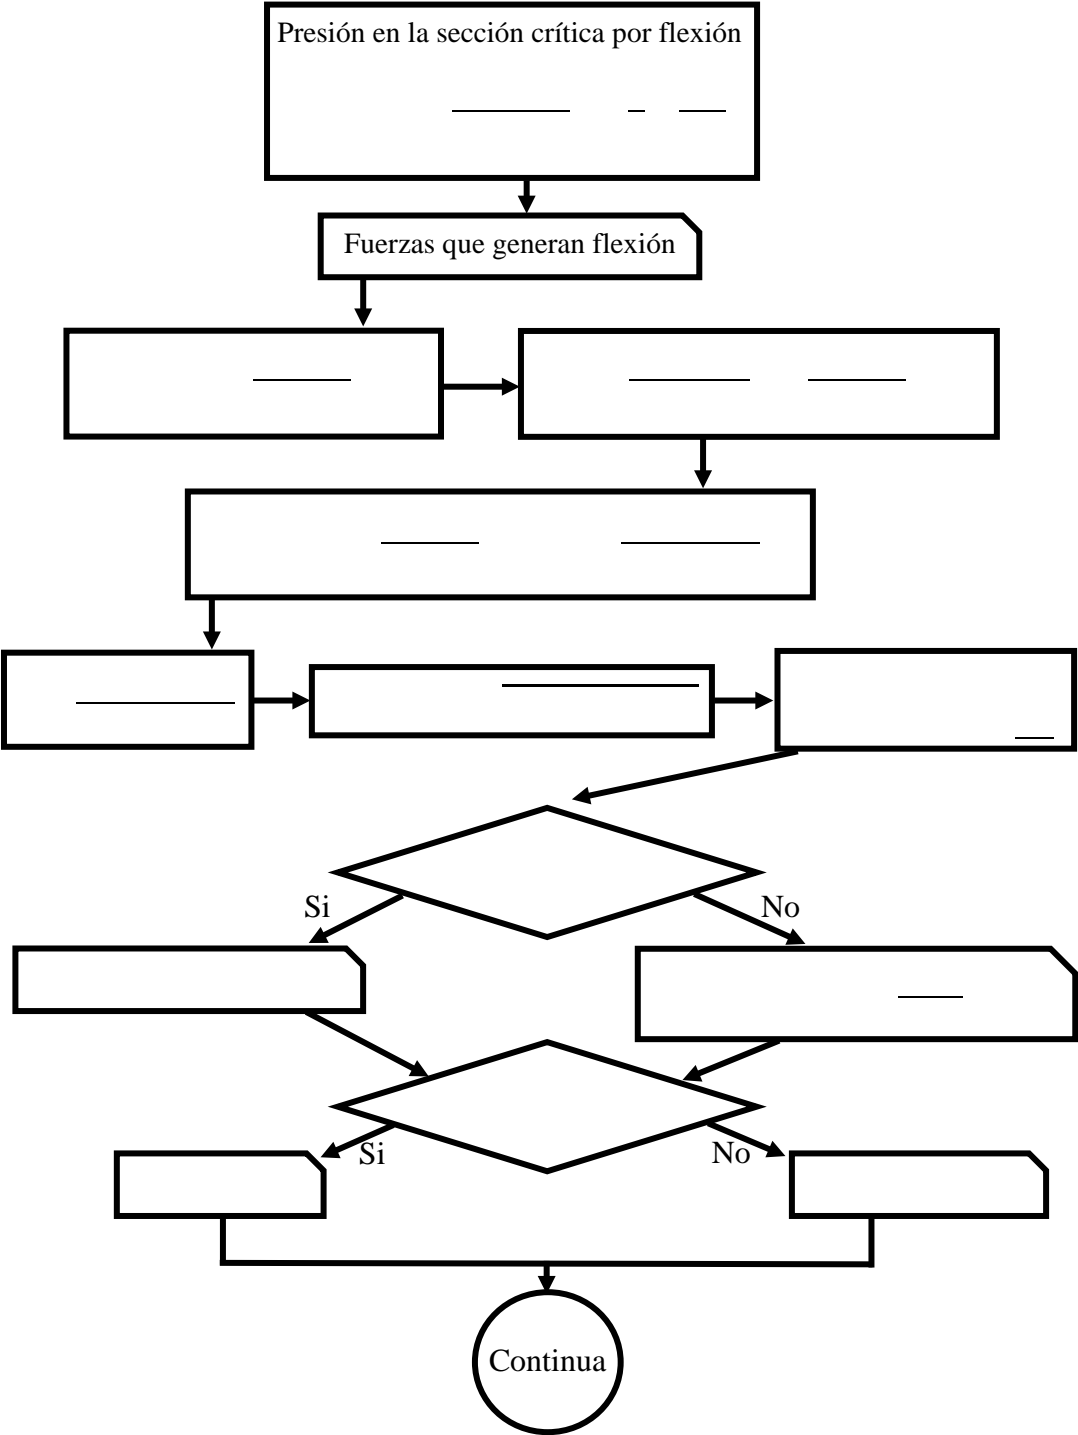 Presión en la sección crítica por flexión
Fuerzas que generan flexión
Si
No
Si
No
Continua